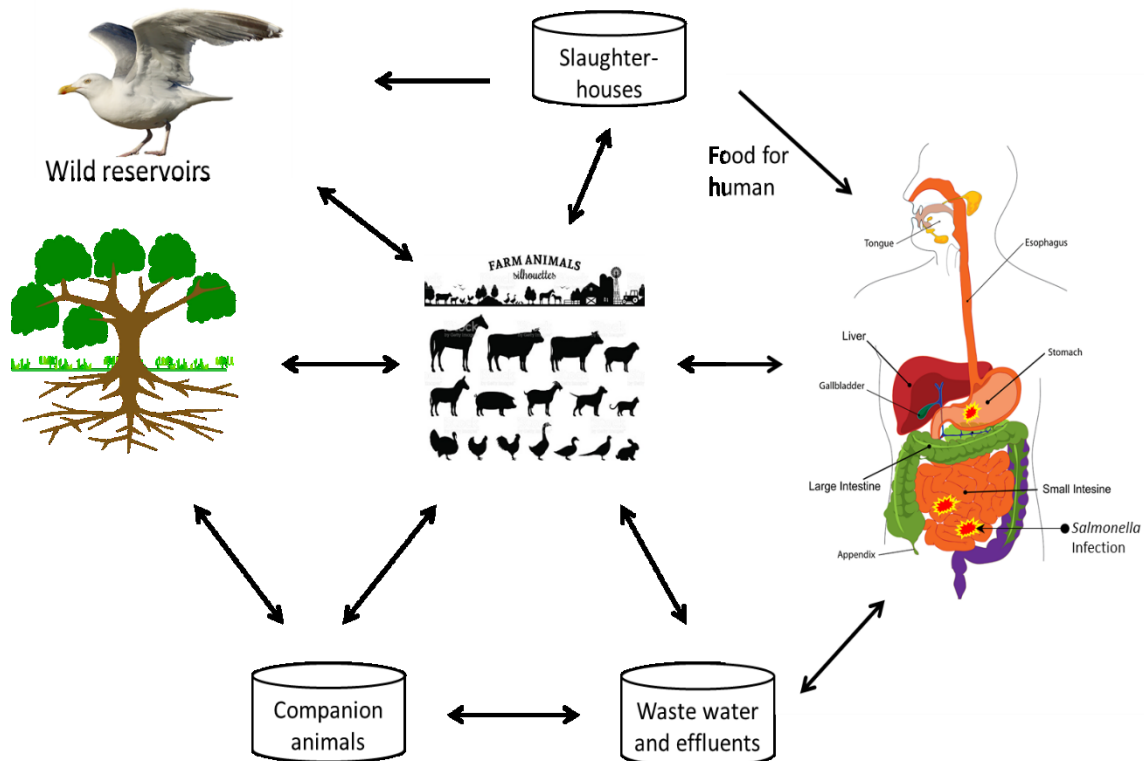 Slaughter-
houses
Wild reservoirs
Food for
human
FARM ANIMALS
silhouettes
Tongue
Esophagus
Liver
Stomach
Gallbladder
Large Intestine
Small Intesine
Salmonella
Infection
Appendix
Companion
animals
Waste water
and effluents